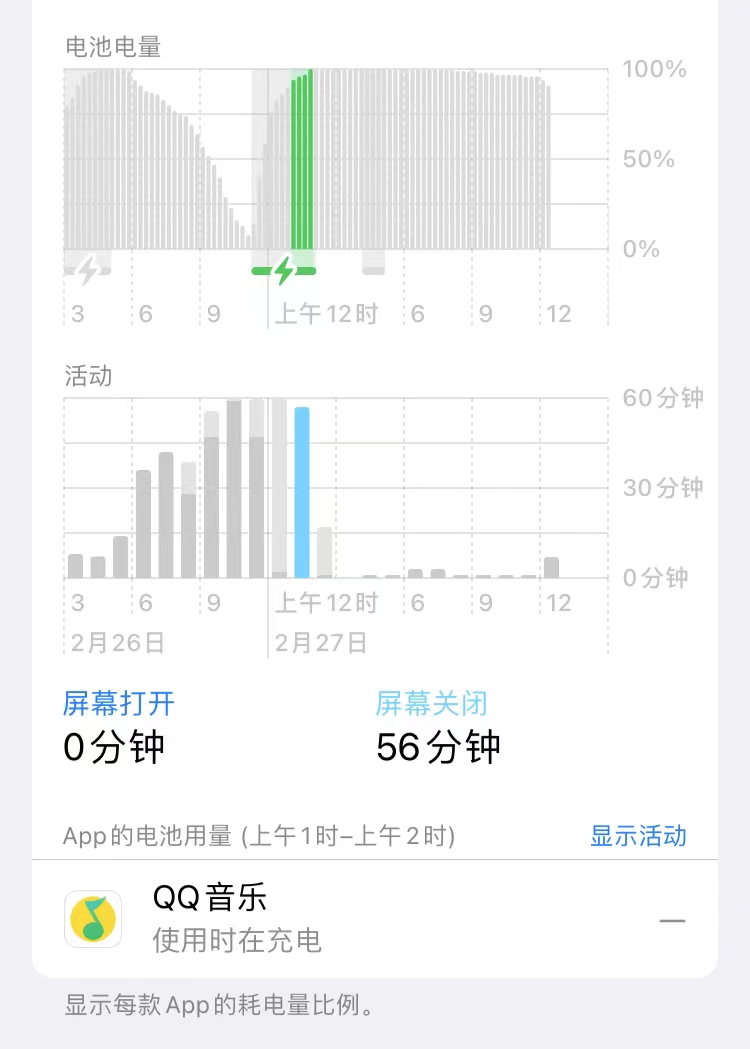 电池电量
100%
50%
0%
3 6 9 上午12时 6 9 12
活动
60分钟
30分钟
0分钟
3 6 9 上午12时 6 9 12
2月26日 2月27日
屏幕打开 屏幕关闭
0分钟 56分钟
App的电池用量 (上午1时–上午2时) 显示活动
QQ音乐 —
使用时在充电
显示每款App的耗电量比例。